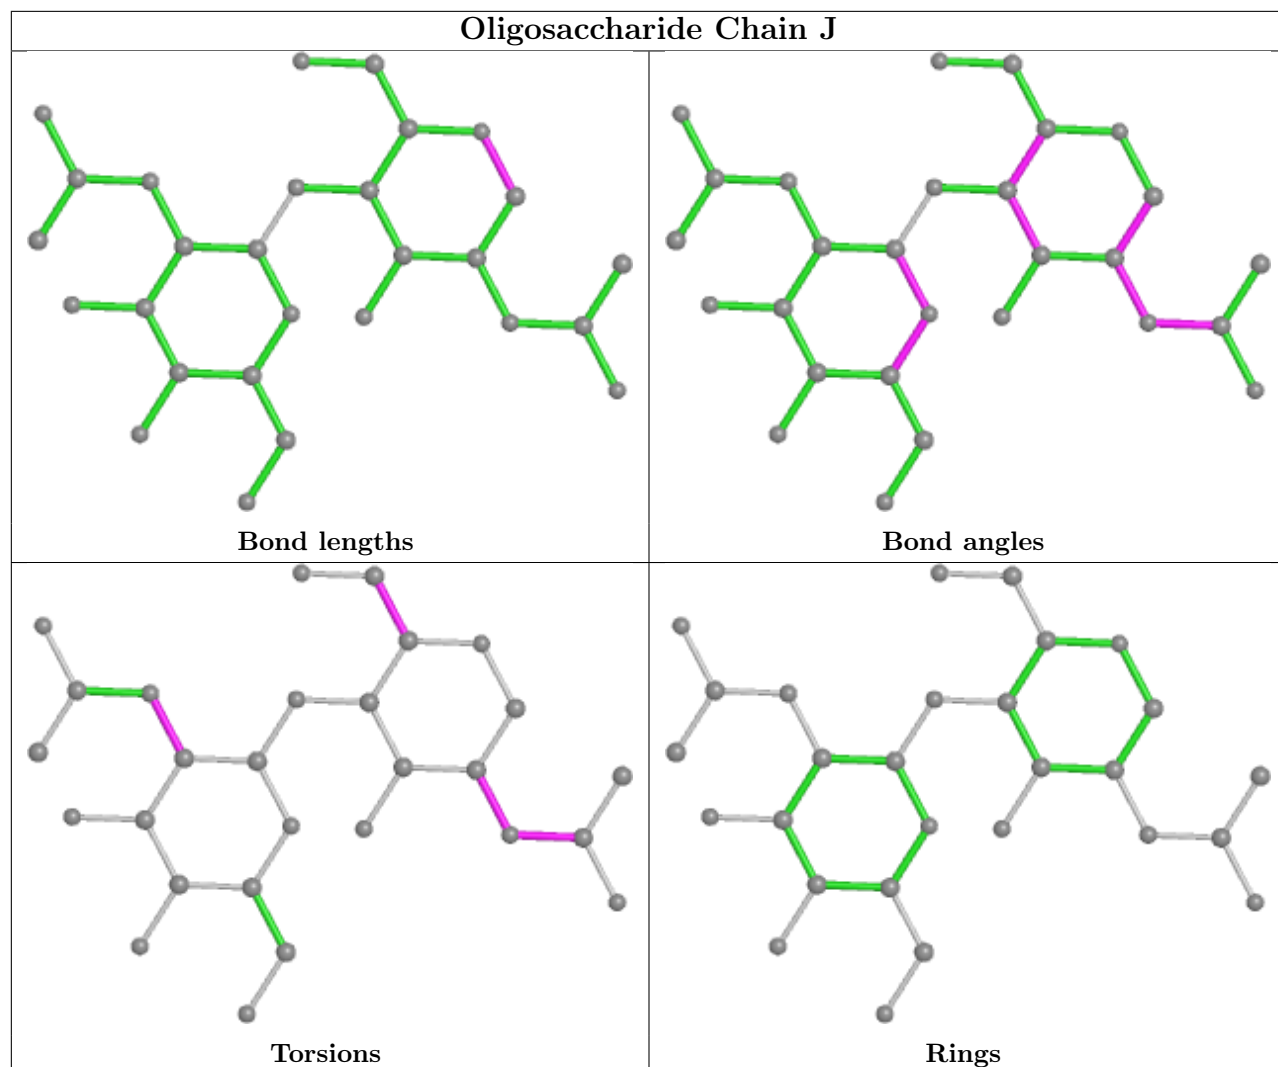 Oligosaccharide Chain J
Bond lengths
Bond angles
Torsions
Rings